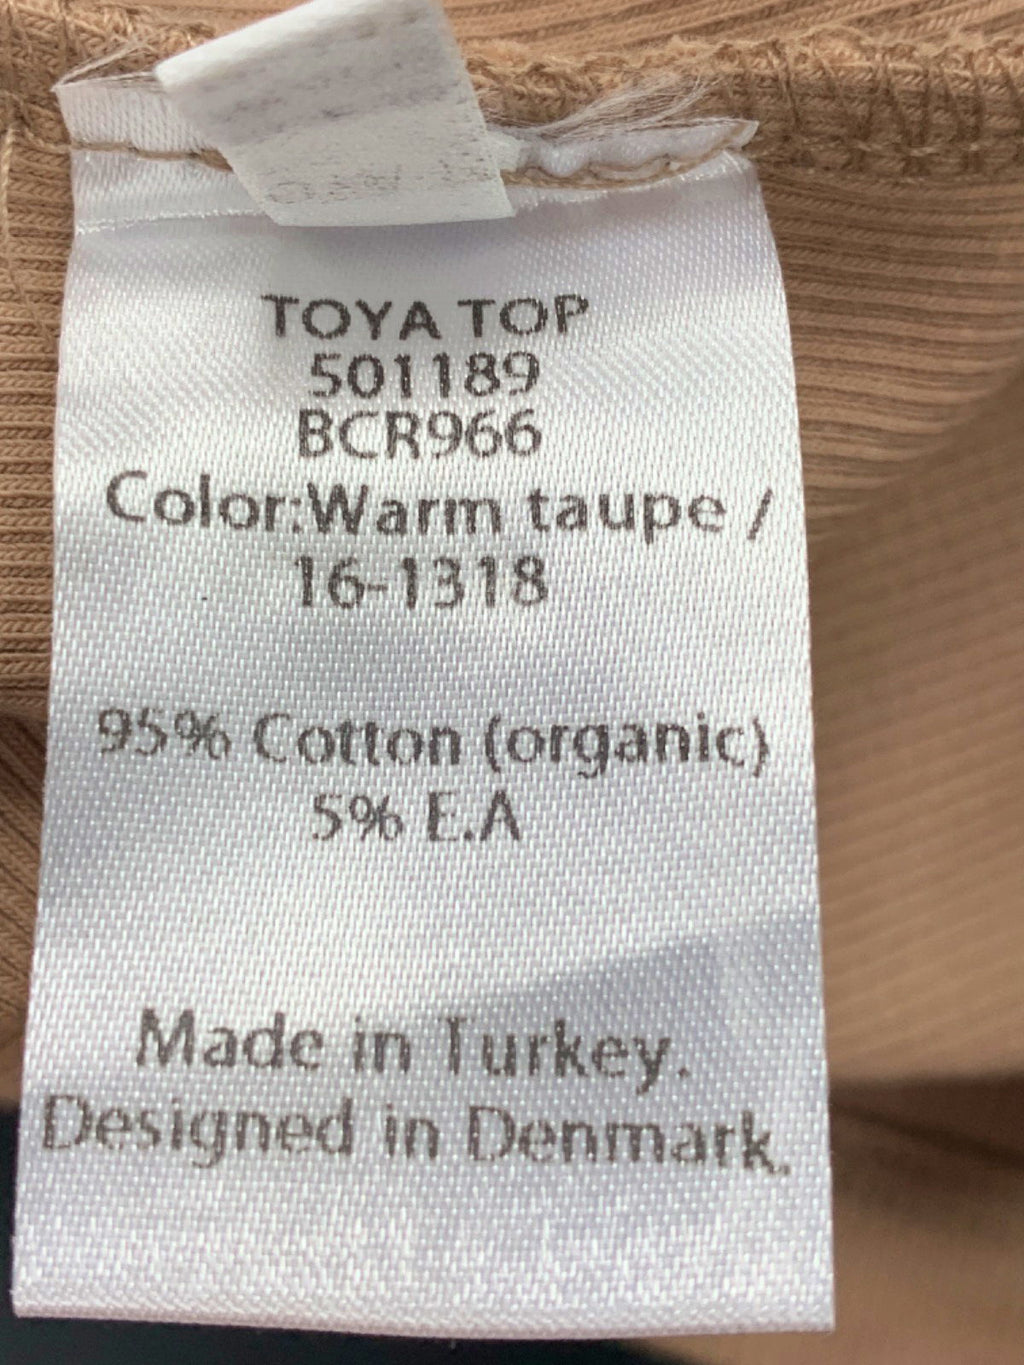 TOYA TOP
501189
BCR966
Color:Warm taupe /
16-1318
95% Cotton (organic)
5% E.A
Made in Turkey.
Designed in Denmark.